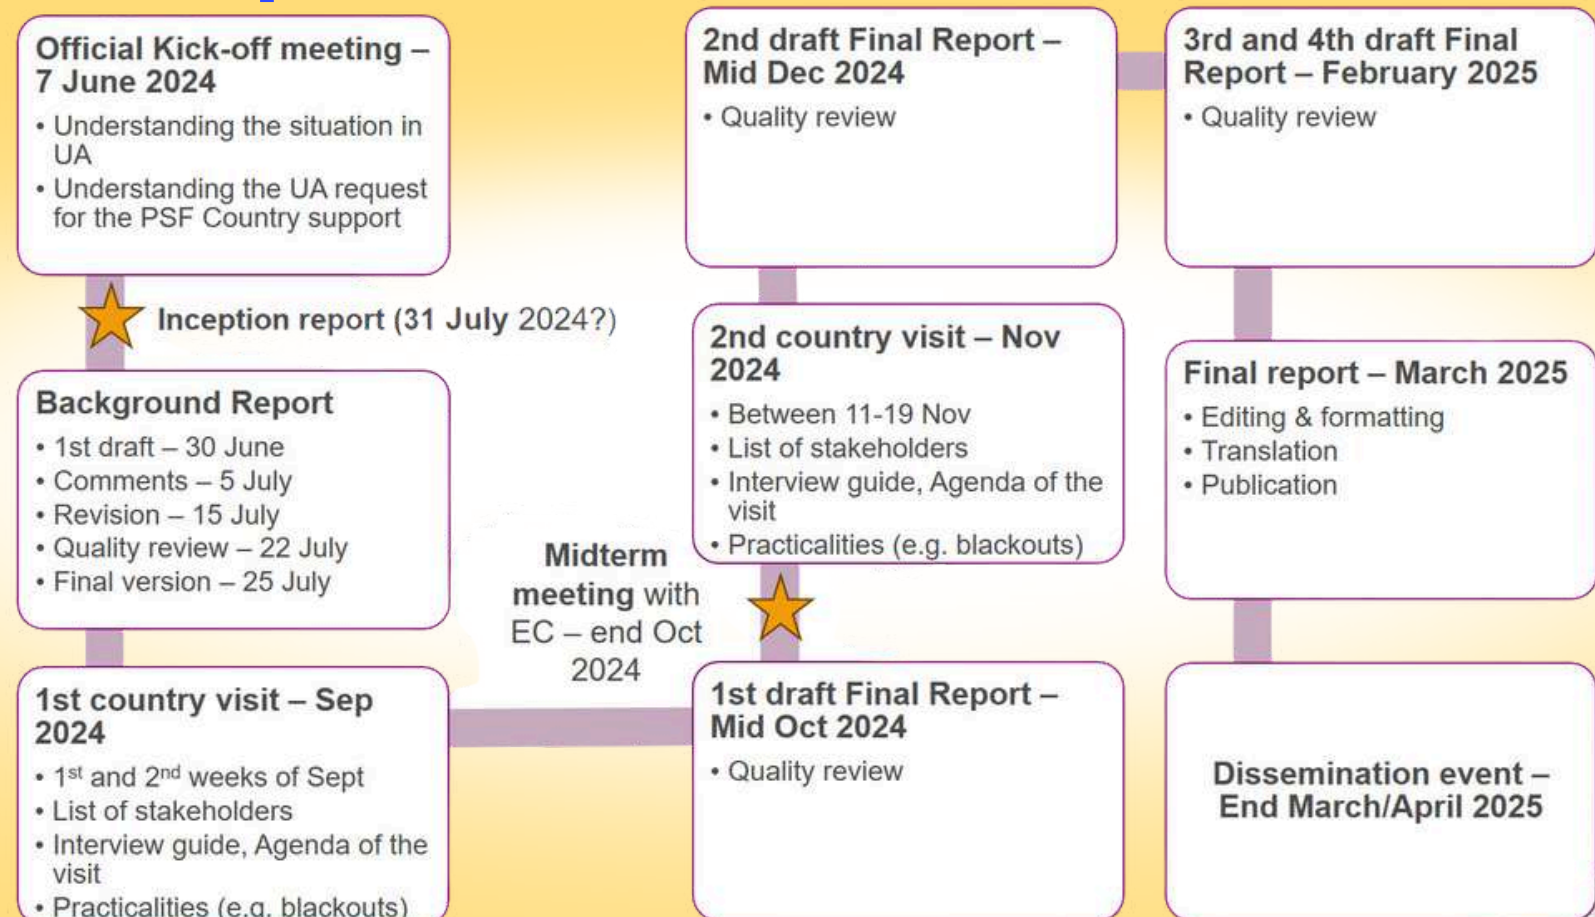 Official Kick-off meeting –
7 June 2024
• Understanding the situation in
UA
• Understanding the UA request
for the PSF Country support
Inception report (31 July 2024?)
Background Report
• 1st draft – 30 June
• Comments – 5 July
• Revision – 15 July
• Quality review – 22 July
• Final version – 25 July
1st country visit – Sep
2024
• 1st and 2nd weeks of Sept
• List of stakeholders
• Interview guide, Agenda of the
visit
• Practicalities (e.g. blackouts)
Midterm
meeting with
EC – end Oct
2024
1st draft Final Report –
Mid Oct 2024
• Quality review
2nd country visit – Nov
2024
• Between 11-19 Nov
• List of stakeholders
• Interview guide, Agenda of the
visit
• Practicalities (e.g. blackouts)
2nd draft Final Report –
Mid Dec 2024
• Quality review
3rd and 4th draft Final
Report – February 2025
• Quality review
Final report – March 2025
• Editing & formatting
• Translation
• Publication
Dissemination event –
End March/April 2025